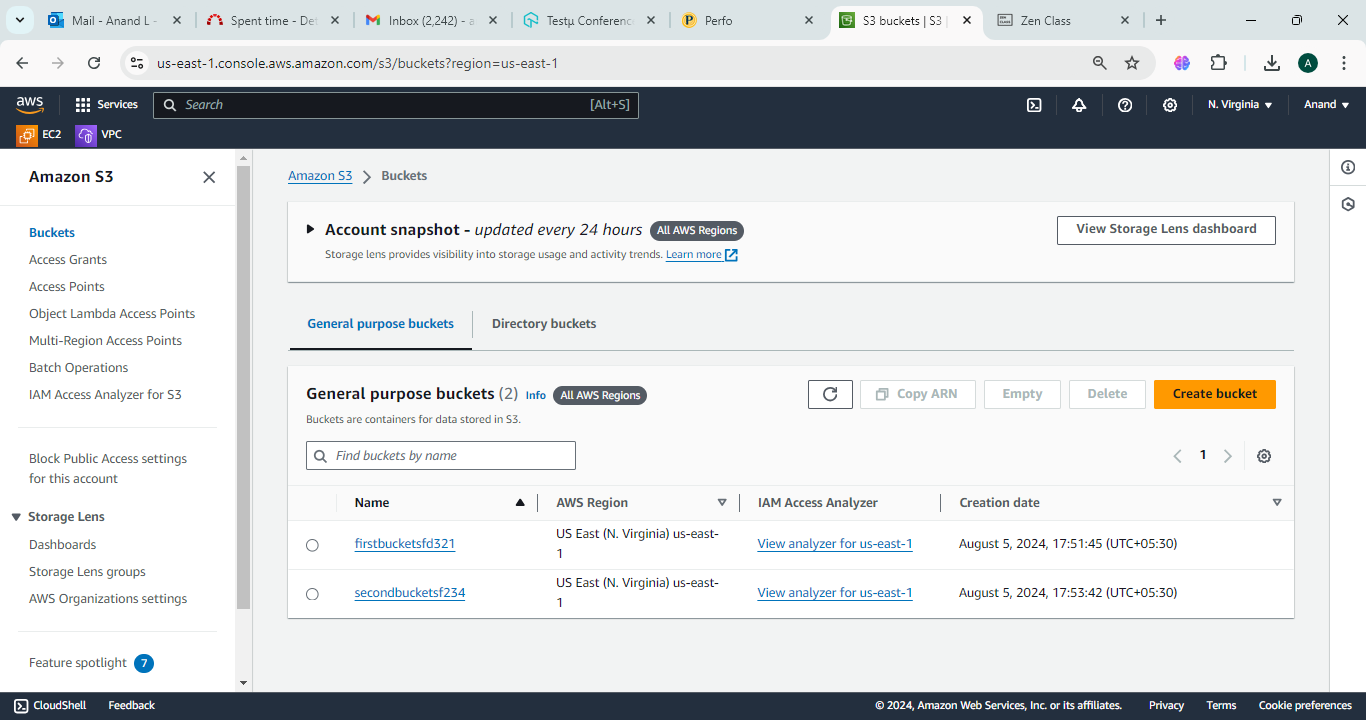 Mail - Anand L -
Spent time - Det
Inbox (2,242) - a
Testμ Conference
Perfo
S3 buckets | S3 |
Zen Class
us-east-1.console.aws.amazon.com/s3/buckets?region=us-east-1
A
aws
Services
Search
[Alt+S]
N. Virginia
Anand
EC2
VPC
Amazon S3
Buckets
Access Grants
Access Points
Object Lambda Access Points
Multi-Region Access Points
Batch Operations
IAM Access Analyzer for S3
Block Public Access settings
for this account
Storage Lens
Dashboards
Storage Lens groups
AWS Organizations settings
Feature spotlight 7
Amazon S3 > Buckets
Account snapshot - updated every 24 hours All AWS Regions
Storage lens provides visibility into storage usage and activity trends. Learn more
View Storage Lens dashboard
General purpose buckets
Directory buckets
General purpose buckets (2) Info All AWS Regions
Buckets are containers for data stored in S3.
Copy ARN
Empty
Delete
Create bucket
Find buckets by name
1
Name AWS Region IAM Access Analyzer Creation date
firstbucketsfd321 US East (N. Virginia) us-east-
1 View analyzer for us-east-1 August 5, 2024, 17:51:45 (UTC+05:30)
secondbucketsf234 US East (N. Virginia) us-east-
1 View analyzer for us-east-1 August 5, 2024, 17:53:42 (UTC+05:30)
CloudShell Feedback
© 2024, Amazon Web Services, Inc. or its affiliates. Privacy Terms Cookie preferences